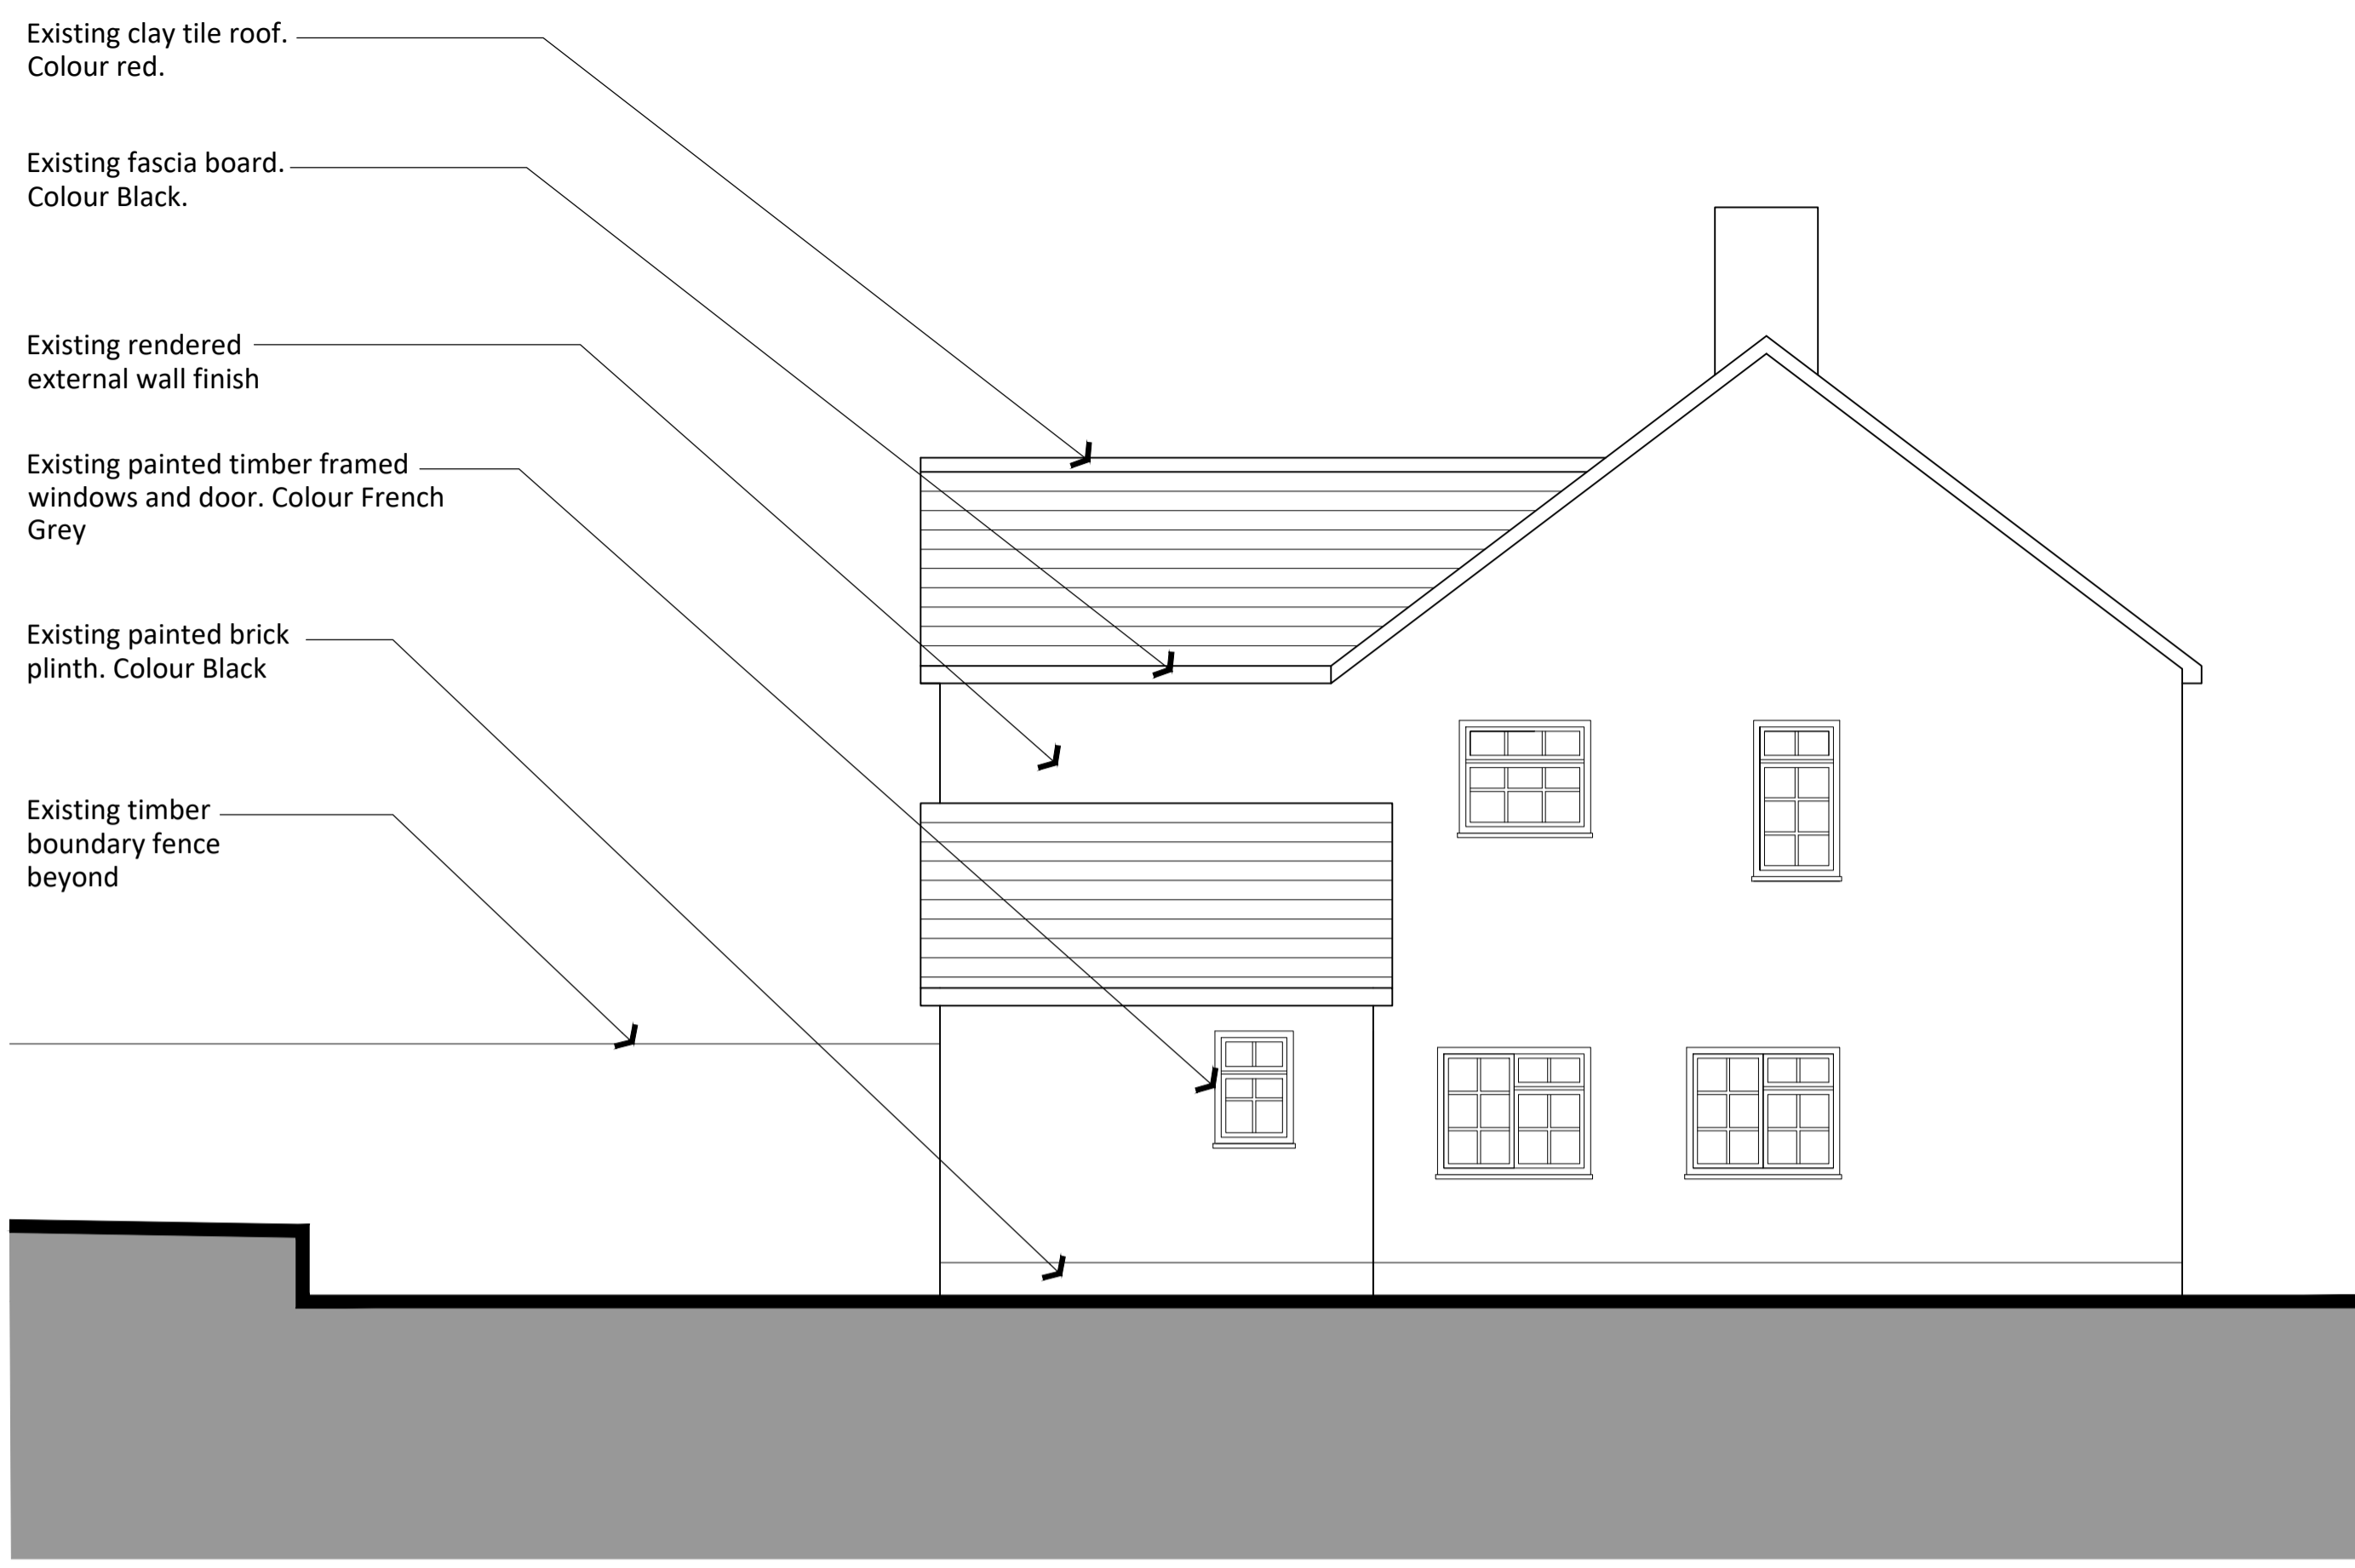 Existing clay tile roof.
Colour red.
Existing fascia board.
Colour Black.
Existing rendered
external wall finish
Existing painted timber framed
windows and door. Colour French
Grey
Existing painted brick
plinth. Colour Black
Existing timber
boundary fence
beyond